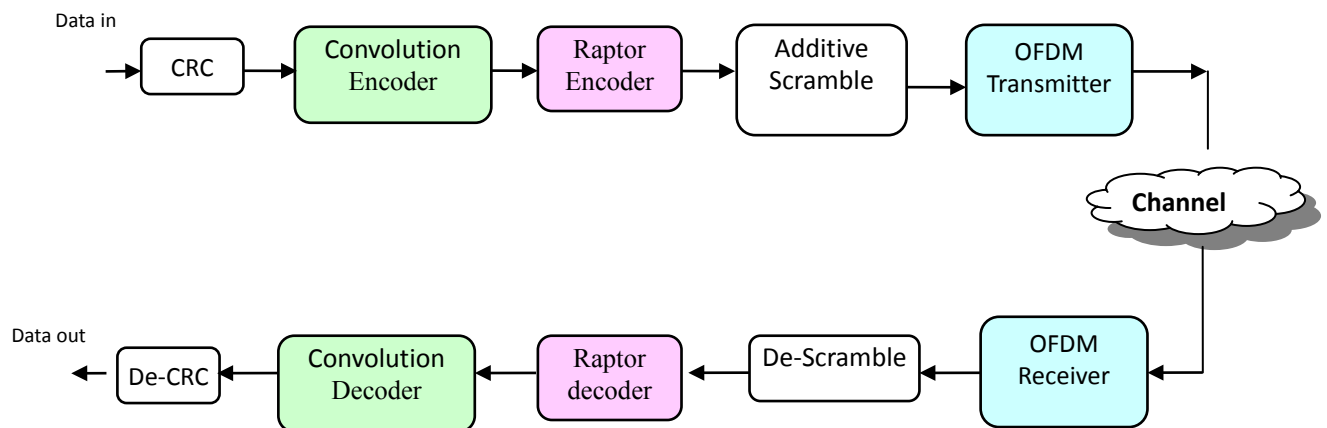 Data in
CRC
Convolution
Encoder
Raptor
Encoder
Additive
Scramble
OFDM
Transmitter
Channel
Data out
De-CRC
Convolution
Decoder
Raptor
decoder
De-Scramble
OFDM
Receiver